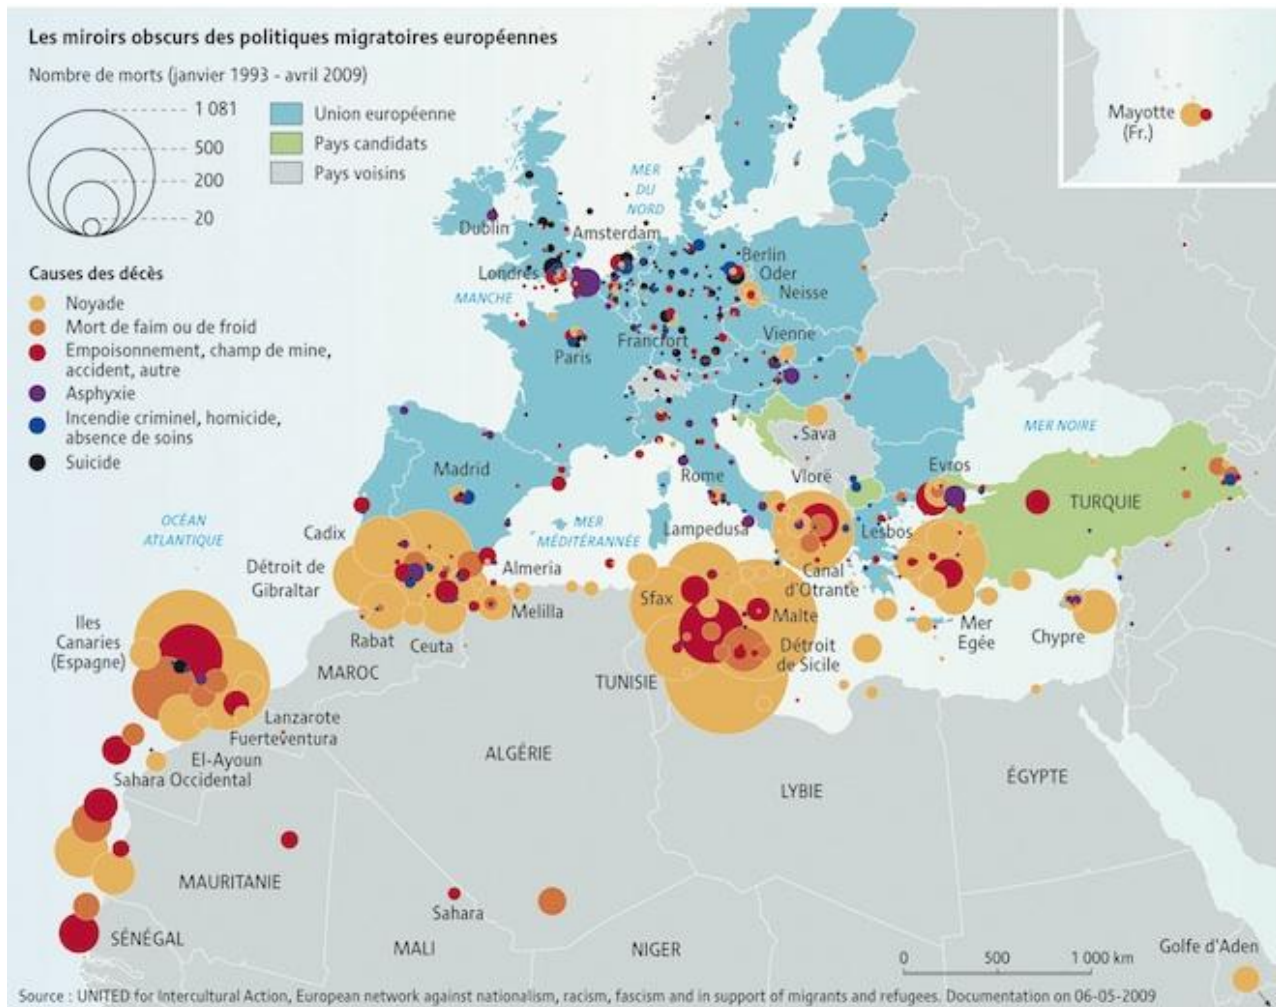 Les miroirs obscurs des politiques migratoires européennes
Nombre de morts (janvier 1993 - avril 2009)
1 081
500
200
20
Union européenne
Pays candidats
Pays voisins
Causes des décès
Noyade
Mort de faim ou de froid
Empoisonnement, champ de mine,
accident, autre
Asphyxie
Incendie criminel, homicide,
absence de soins
Suicide
Mayotte
(Fr.)
MER
DU
NORD
Dublin
Amsterdam
Londres
Berlin
Oder
Neisse
MANCHE
Paris
Francfort
Vienne
Sava
MER NOIRE
Madrid
Rome
Vlorë
Evros
TURQUIE
OCÉAN
ATLANTIQUE
Cadix
MER
MÉDITÉRANNÉE
Lampedusa
Lesbos
Détroit de
Gibraltar
Almeria
Canal
d'Otrante
Sfax
Malte
Melilla
Iles
Canaries
(Espagne)
Rabat
Ceuta
Mer
Egée
Chypre
Détroit
de Sicile
MAROC
TUNISIE
Lanzarote
Fuerteventura
El-Ayoun
Sahara Occidental
ALGÉRIE
LYBIE
ÉGYPTE
MAURITANIE
Sahara
SÉNÉGAL
MALI
NIGER
Golfe d'Aden
0
500
1 000 km
Source : UNITED for Intercultural Action, European network against nationalism, racism, fascism and in support of migrants and refugees. Documentation on 06-05-2009